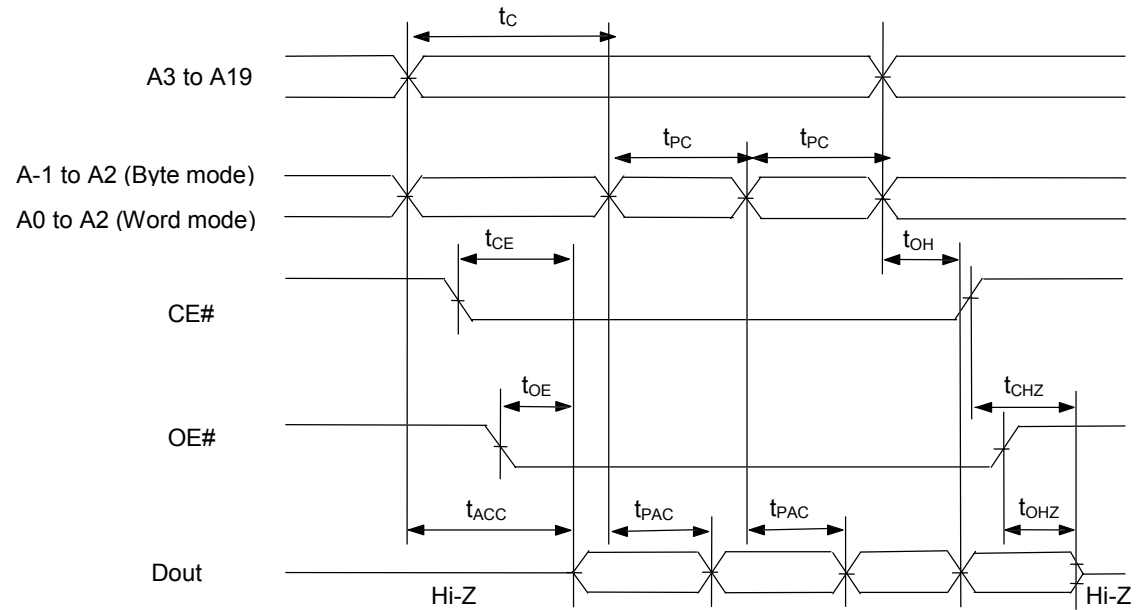 tC
A3 to A19
tPC tPC
A-1 to A2 (Byte mode)
A0 to A2 (Word mode)
tCE
tOH
CE#
tOE
tCHZ
OE#
tACC
tPAC tPAC
tOHZ
Dout
Hi-Z Hi-Z